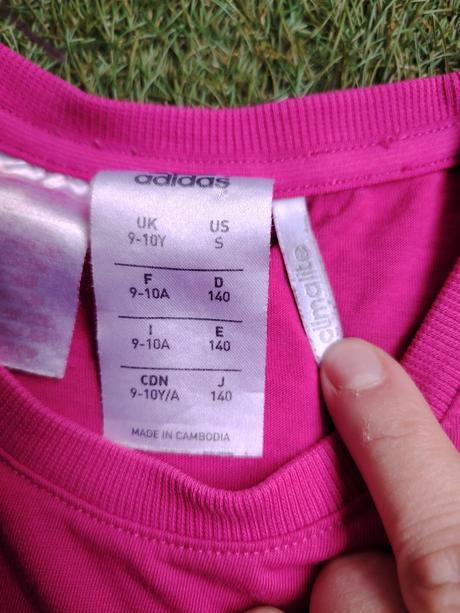 adidas
UK US
9-10Y S
F D
9-10A 140
I E
9-10A 140
CDN J
9-10Y/A 140
MADE IN CAMBODIA
climalite